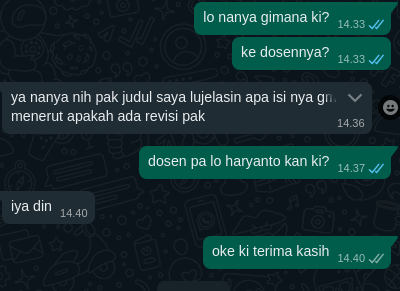 lo nanya gimana ki? 14.33
ke dosennya? 14.33
ya nanya nih pak judul saya lujelasin apa isi nya gm.
menerut apakah ada revisi pak
14.36
dosen pa lo haryanto kan ki? 14.37
iya din 14.40
oke ki terima kasih 14.40